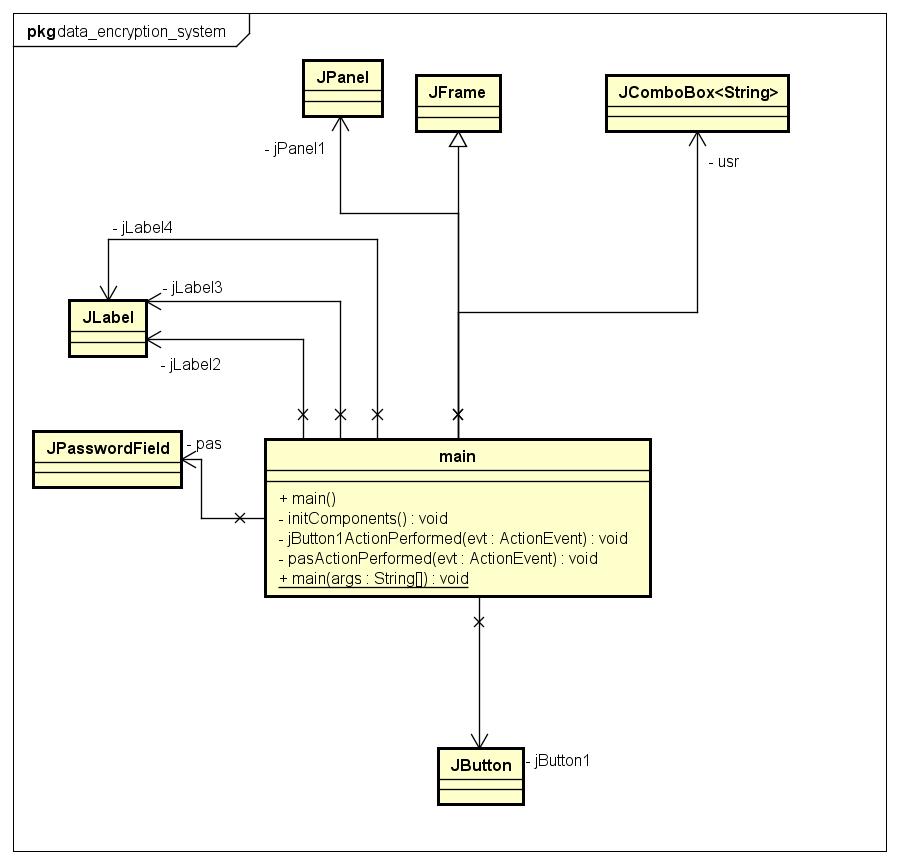 pkg data_encryption_system
JPanel
JFrame
JComboBox<String>
- jPanel1
- usr
- jLabel4
- jLabel3
JLabel
- jLabel2
JPasswordField
- pas
main
+ main()
- initComponents() : void
- jButton1ActionPerformed(evt : ActionEvent) : void
- pasActionPerformed(evt : ActionEvent) : void
+ main(args : String[]) : void
JButton
- jButton1